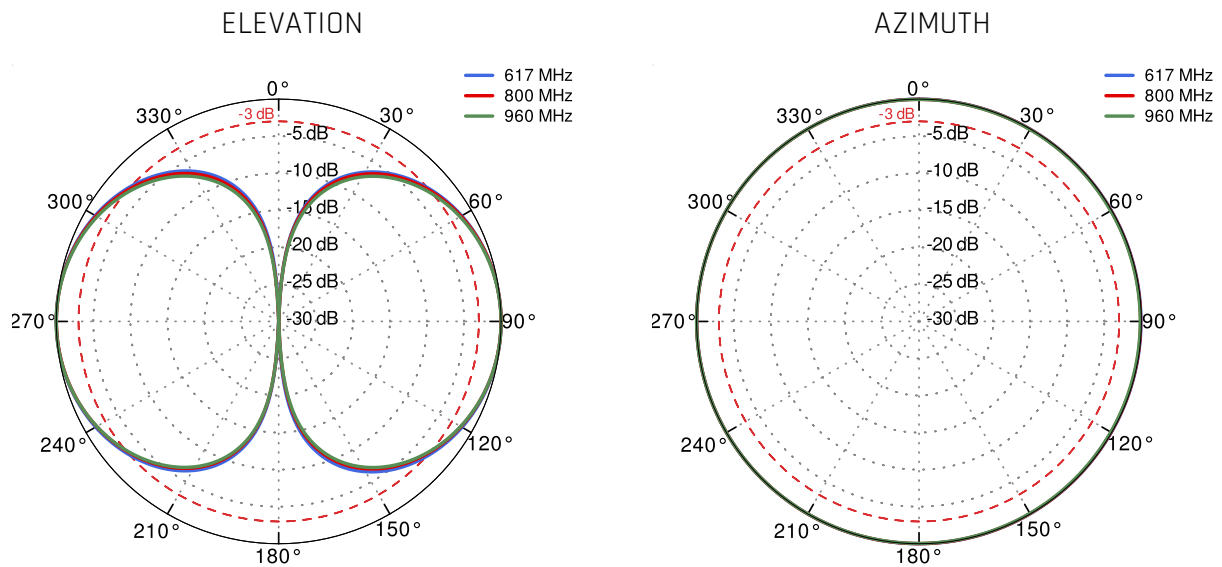 ELEVATION
617 MHz
800 MHz
960 MHz
0°
-3 dB
330°
30°
-5 dB
-10 dB
300°
60°
-15 dB
-20 dB
-25 dB
-30 dB
270°
90°
240°
120°
210°
150°
180°
AZIMUTH
617 MHz
800 MHz
960 MHz
0°
-3 dB
330°
30°
-5 dB
-10 dB
300°
60°
-15 dB
-20 dB
-25 dB
-30 dB
270°
90°
240°
120°
210°
150°
180°